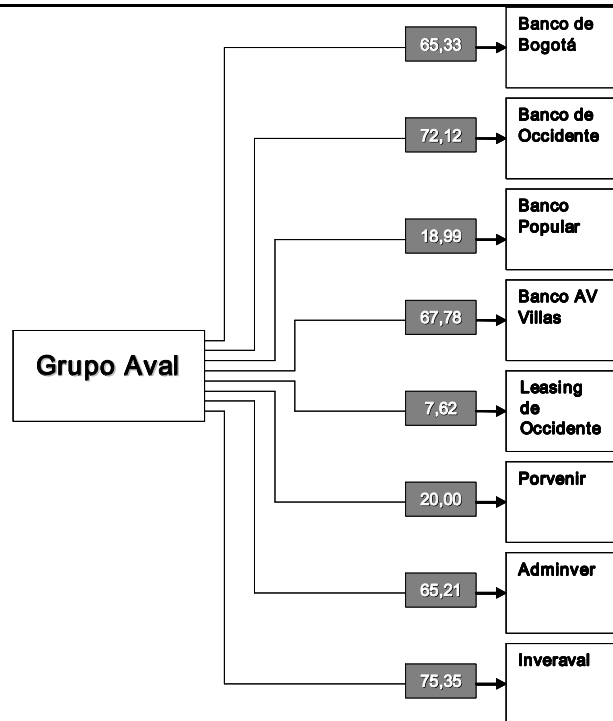 65,33
Banco de
Bogotá
72,12
Banco de
Occidente
18,99
Banco
Popular
67,78
Banco AV
Villas
Grupo Aval
7,62
Leasing
de
Occidente
20,00
Porvenir
65,21
Adminver
75,35
Inveraval